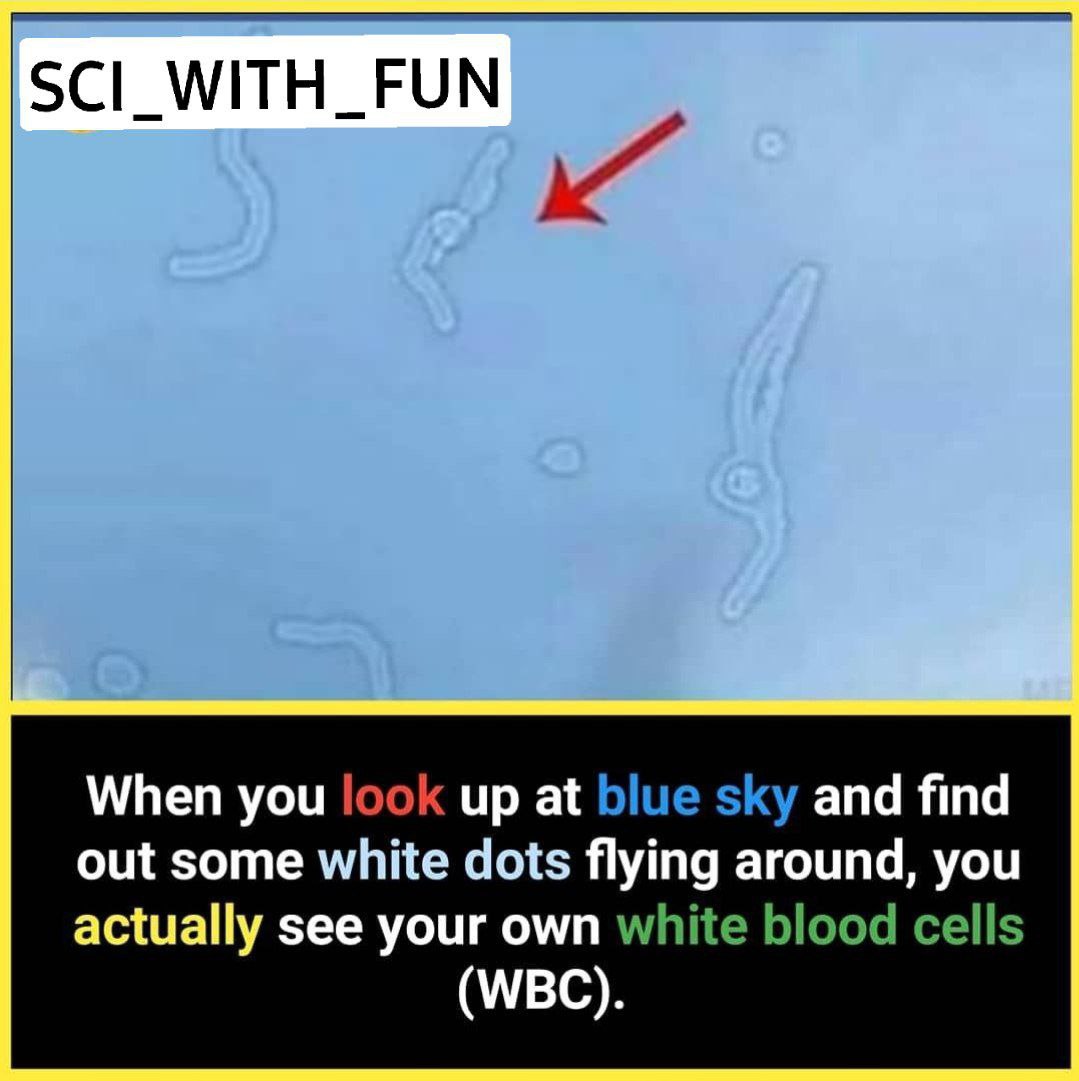 SCI_WITH_FUN
When you look up at blue sky and find
out some white dots flying around, you
actually see your own white blood cells
(WBC).